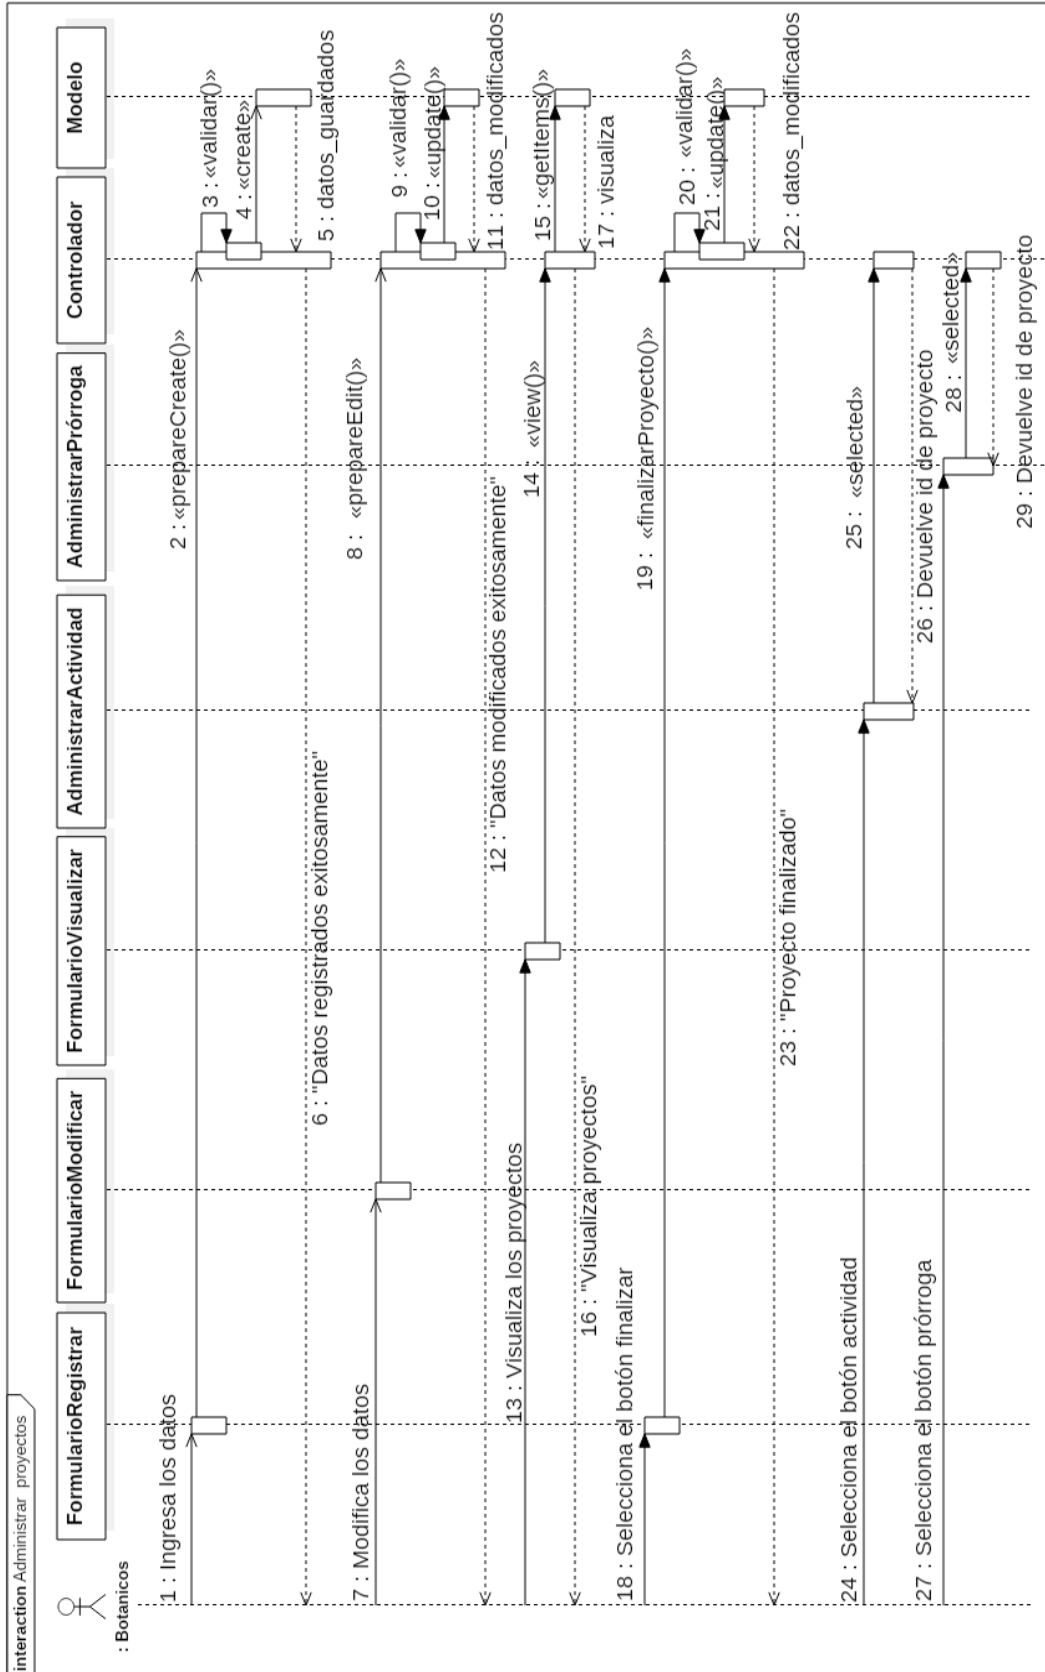 interaction Administrar proyectos
: Botanicos
FormularioRegistrar
FormularioModificar
FormularioVisualizar
AdministrarActividad
AdministrarPrórroga
Controlador
Modelo
1 : Ingresa los datos
2 : «prepareCreate()»
3 : «validar()»
4 : «create»
5 : datos_guardados
6 : "Datos registrados exitosamente"
7 : Modifica los datos
8 : «prepareEdit()»
9 : «validar()»
10 : «update()»
11 : datos_modificados
12 : "Datos modificados exitosamente"
13 : Visualiza los proyectos
14 : «view()»
15 : «getItems()»
16 : "Visualiza proyectos"
17 : visualiza
18 : Selecciona el botón finalizar
19 : «finalizarProyecto()»
20 : «validar()»
21 : «update()»
22 : datos_modificados
23 : "Proyecto finalizado"
24 : Selecciona el botón actividad
25 : «selected»
26 : Devuelve id de proyecto
27 : Selecciona el botón prórroga
28 : «selected»
29 : Devuelve id de proyecto